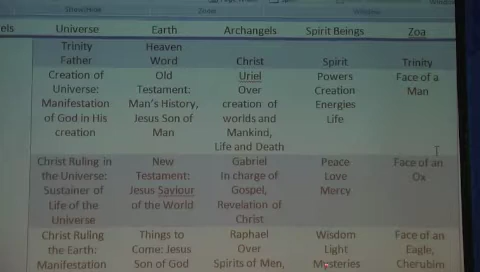 els Universe Earth Archangels Spirit Beings Zoa
Trinity Heaven
Father Word Christ Spirit Trinity
Creation of Old Uriel Powers Face of a
Universe: Testament: Over Creation Man
Manifestation Man's History, creation of Energies
of God in His Jesus Son of worlds and Life
creation Man Mankind,
Life and Death
Christ Ruling in New Gabriel Peace Face of an
the Universe: Testament: In charge of Love Ox
Sustainer of Jesus Saviour Gospel, Mercy
Life of the of the World Revelation of
Universe Christ
Christ Ruling Things to Raphael Wisdom Face of an
the Earth: Come: Jesus Over Light Eagle,
Manifestation Son of God Spirits of Men, Mysteries Cherubim